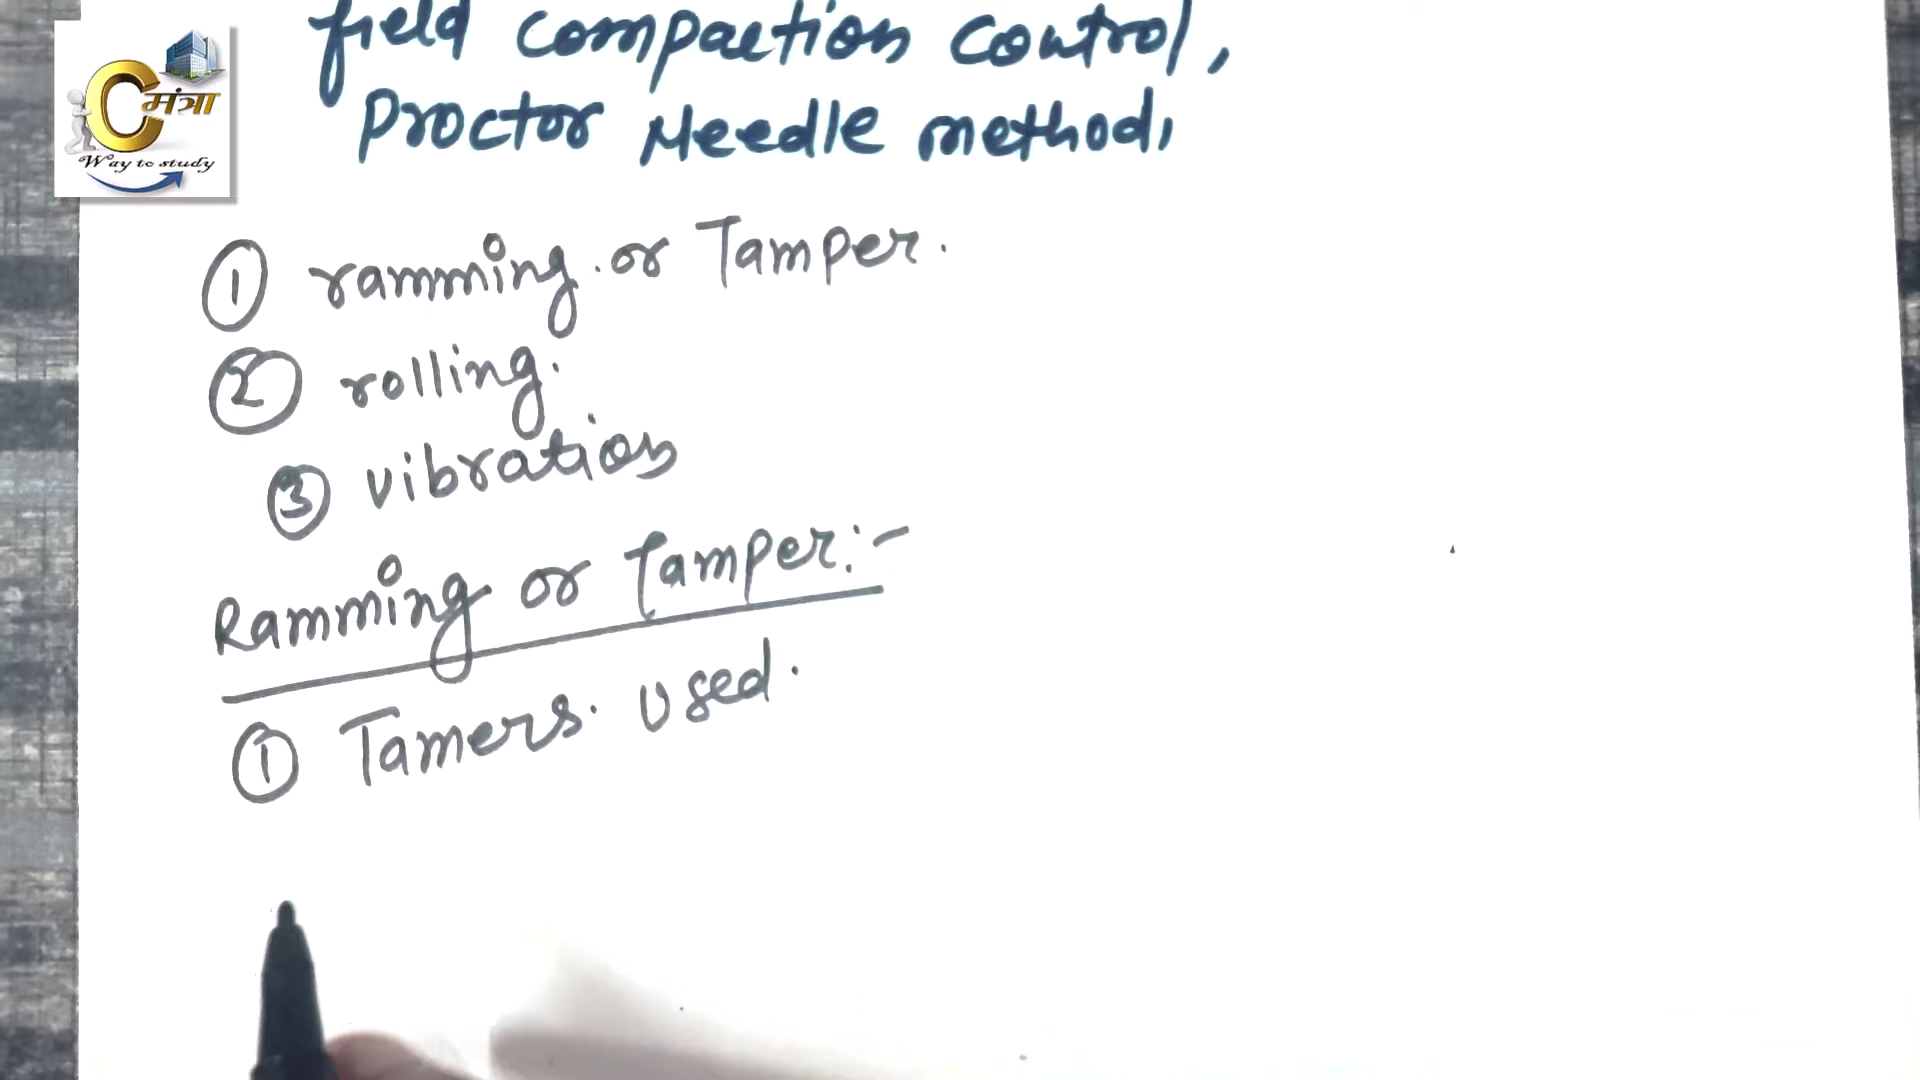 C मंत्रा
Way to study
field compaction control,
Proctor Needle method,
① ramming or Tamper.
② rolling.
③ vibration
Ramming or Tamper:-
① Tamers. used.